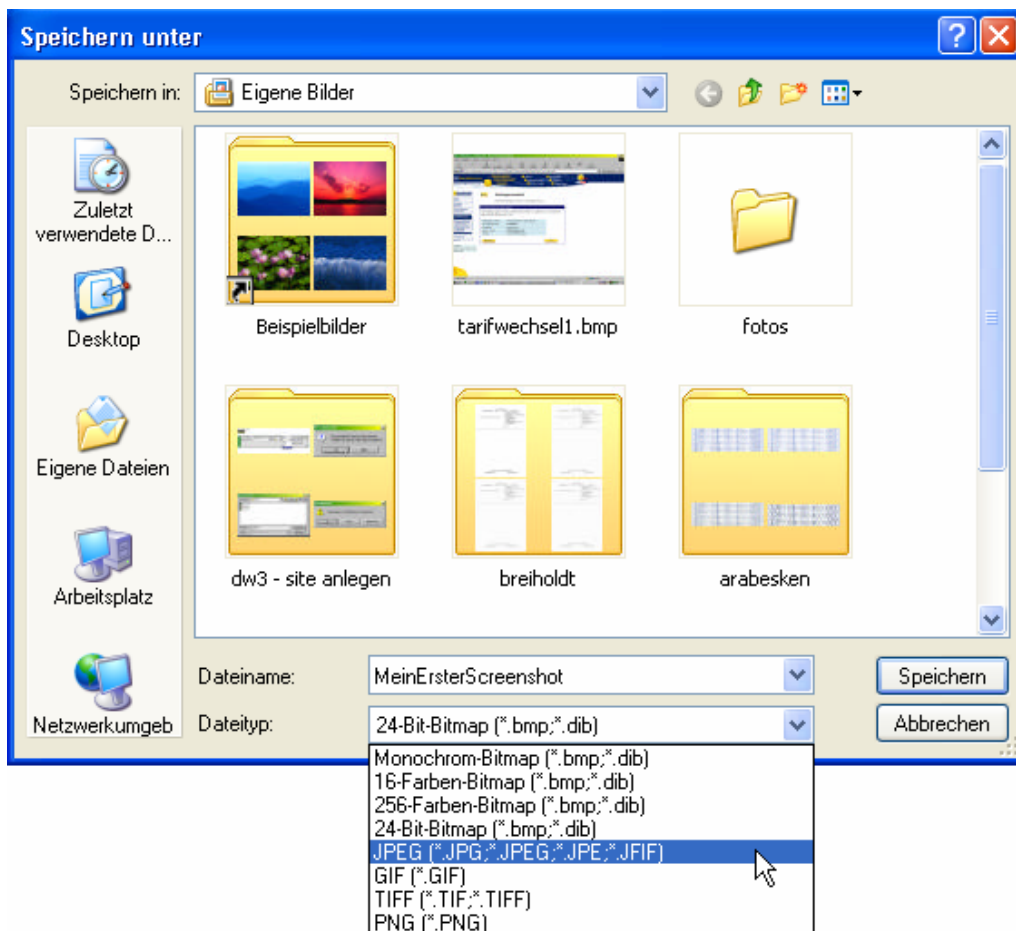 Speichern unter
Speichern in:
Eigene Bilder
Zuletzt
verwendete D...
Desktop
Eigene Dateien
Arbeitsplatz
Netzwerkumgeb
Beispielbilder
tarifwechsel1.bmp
fotos
dw3 - site anlegen
breiholdt
arabesken
Dateiname:
MeinErsterScreenshot
Speichern
Dateityp:
24-Bit-Bitmap (*.bmp;*.dib)
Abbrechen
Monochrom-Bitmap (*.bmp;*.dib)
16-Farben-Bitmap (*.bmp;*.dib)
256-Farben-Bitmap (*.bmp;*.dib)
24-Bit-Bitmap (*.bmp;*.dib)
JPEG (*.JPG;*.JPEG;*.JPE;*.JFIF)
GIF (*.GIF)
TIFF (*.TIF;*.TIFF)
PNG (*.PNG)